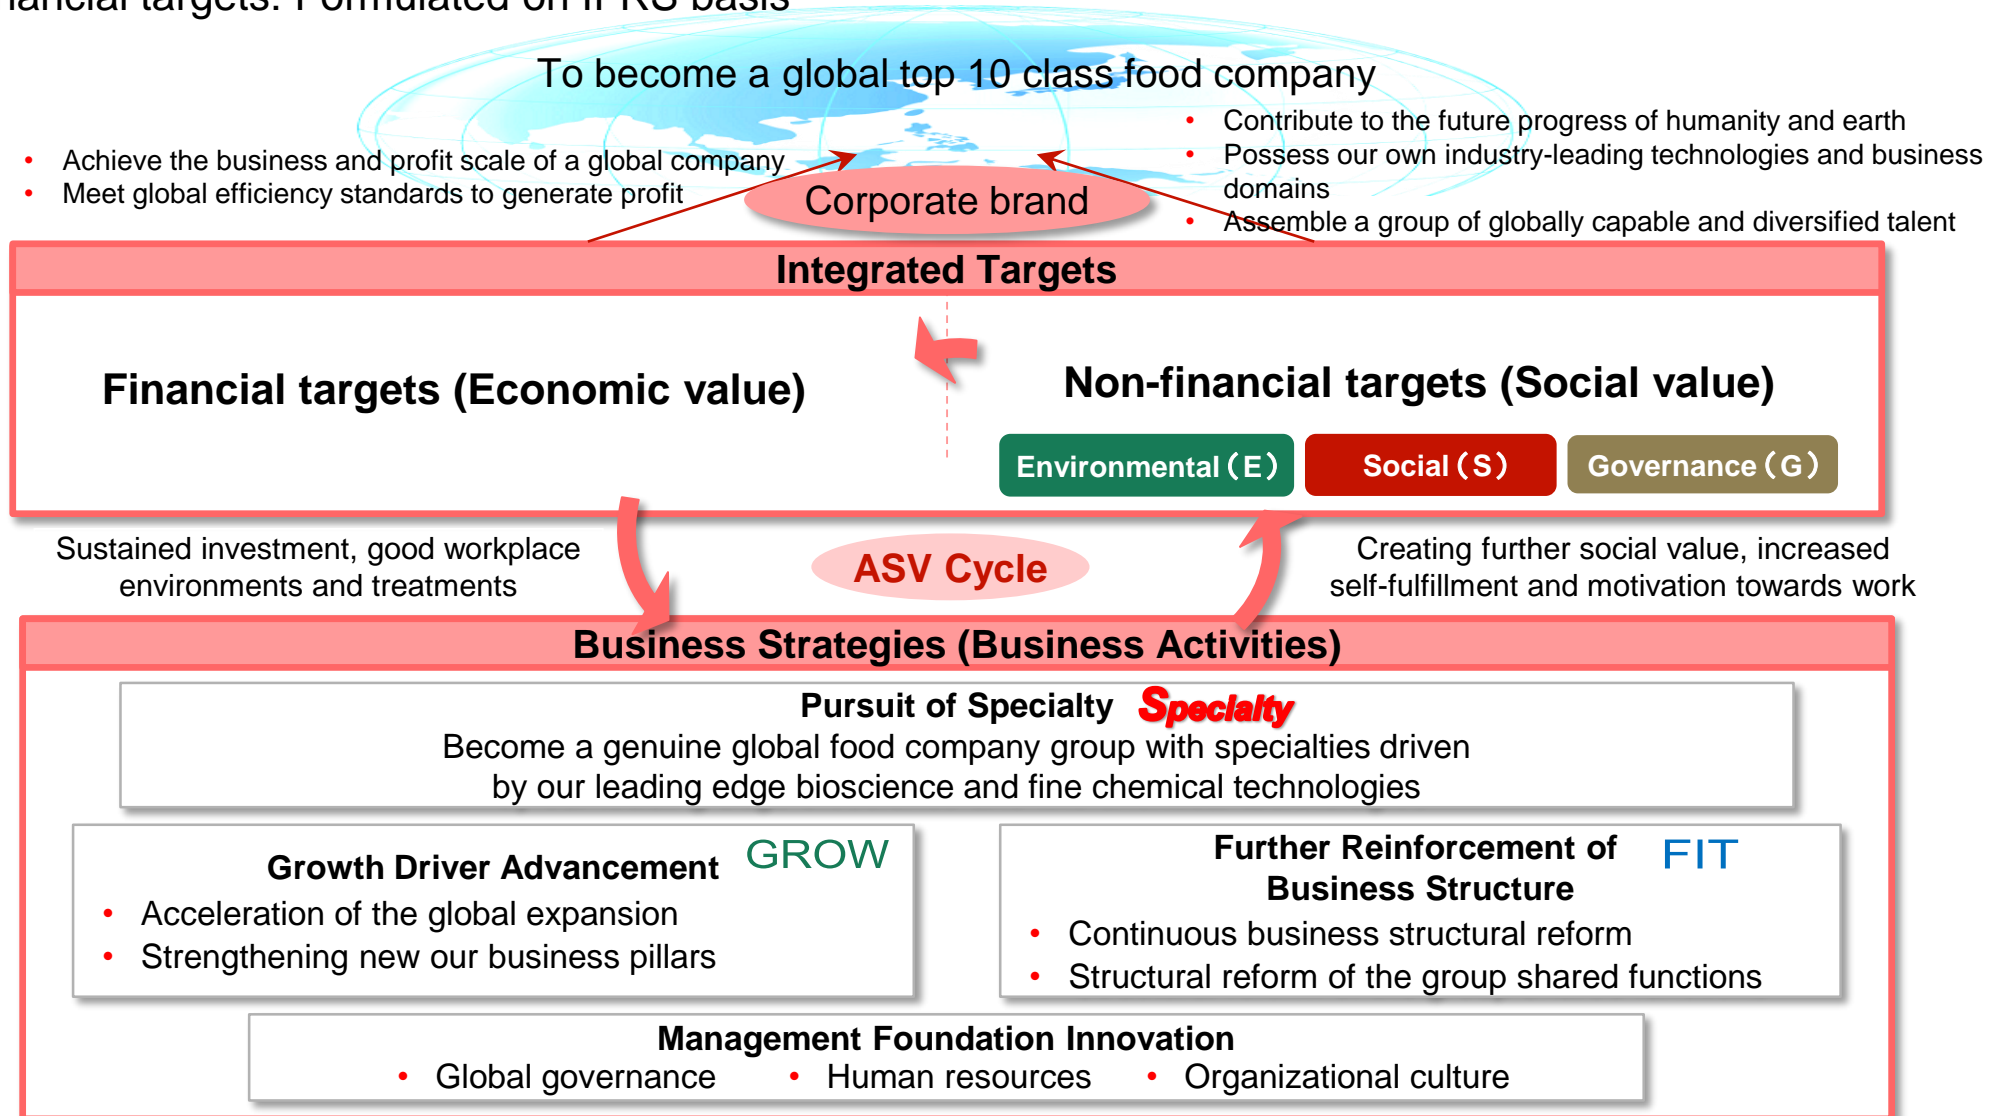 ancial targets: Formulated on IFRS basis
To become a global top 10 class food company
• Achieve the business and profit scale of a global company
• Meet global efficiency standards to generate profit
• Contribute to the future progress of humanity and earth
• Possess our own industry-leading technologies and business
domains
• Assemble a group of globally capable and diversified talent
Corporate brand
Integrated Targets
Financial targets (Economic value)
Non-financial targets (Social value)
Environmental（E）
Social（S）
Governance（G）
Sustained investment, good workplace
environments and treatments
ASV Cycle
Creating further social value, increased
self-fulfillment and motivation towards work
Business Strategies (Business Activities)
Pursuit of Specialty Specialty
Become a genuine global food company group with specialties driven
by our leading edge bioscience and fine chemical technologies
Growth Driver Advancement GROW
• Acceleration of the global expansion
• Strengthening new our business pillars
Further Reinforcement of FIT
Business Structure
• Continuous business structural reform
• Structural reform of the group shared functions
Management Foundation Innovation
• Global governance • Human resources • Organizational culture